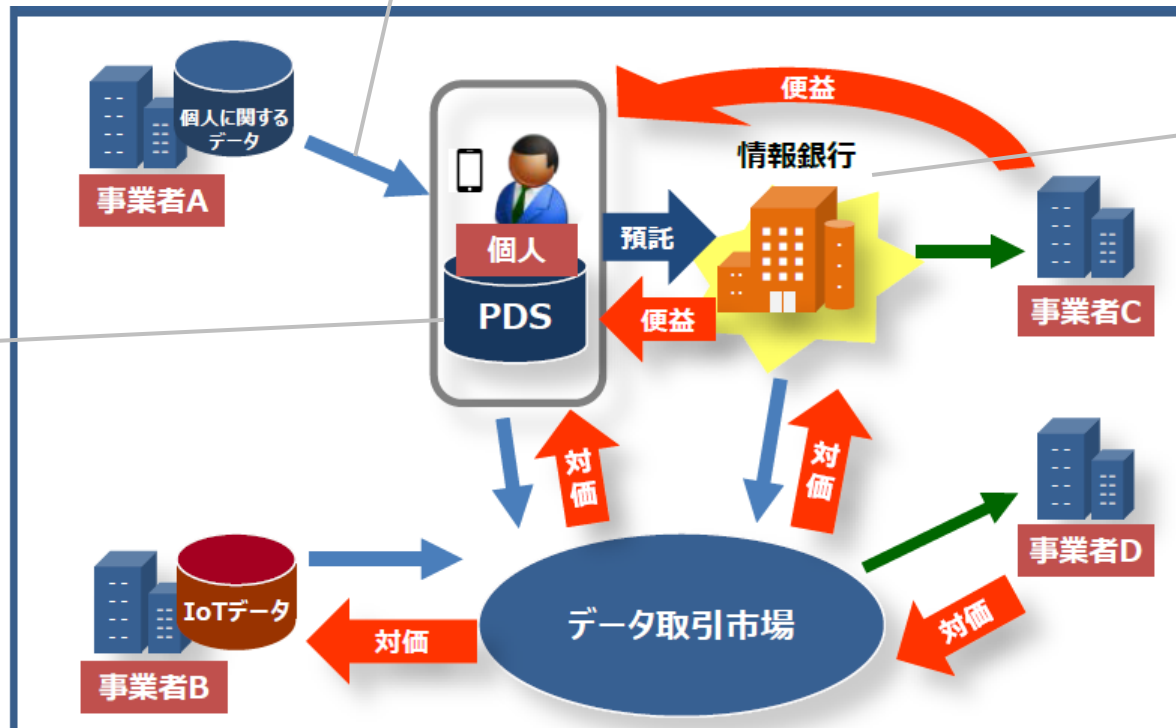 個人に関する
データ
事業者A
便益
情報銀行
個人
PDS
預託
便益
事業者C
対価
対価
事業者D
IoTデータ
事業者B
対価
データ取引市場
対価